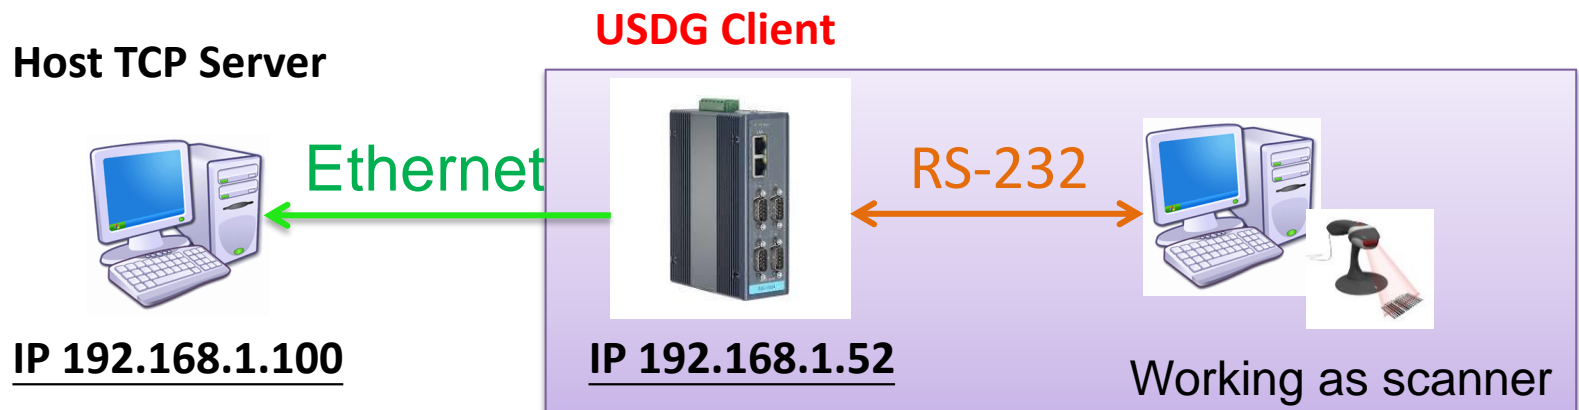 USDG Client
Host TCP Server
Ethernet
RS-232
IP 192.168.1.100
IP 192.168.1.52
Working as scanner